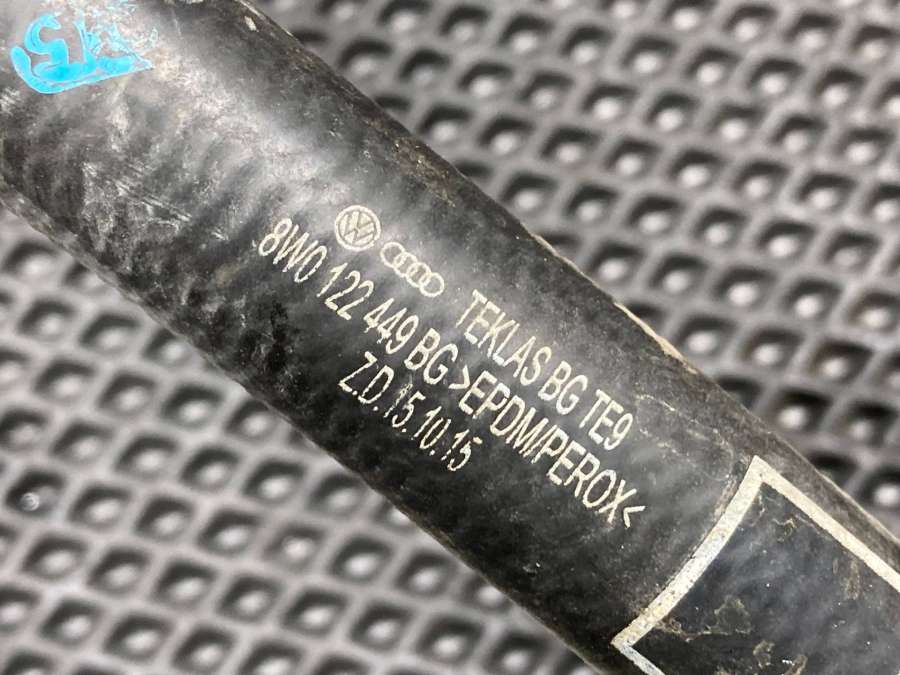 TEKLAS BG TE9
8W0 122 449 BG >EPDM/PEROX<
Z.D.15.10.15